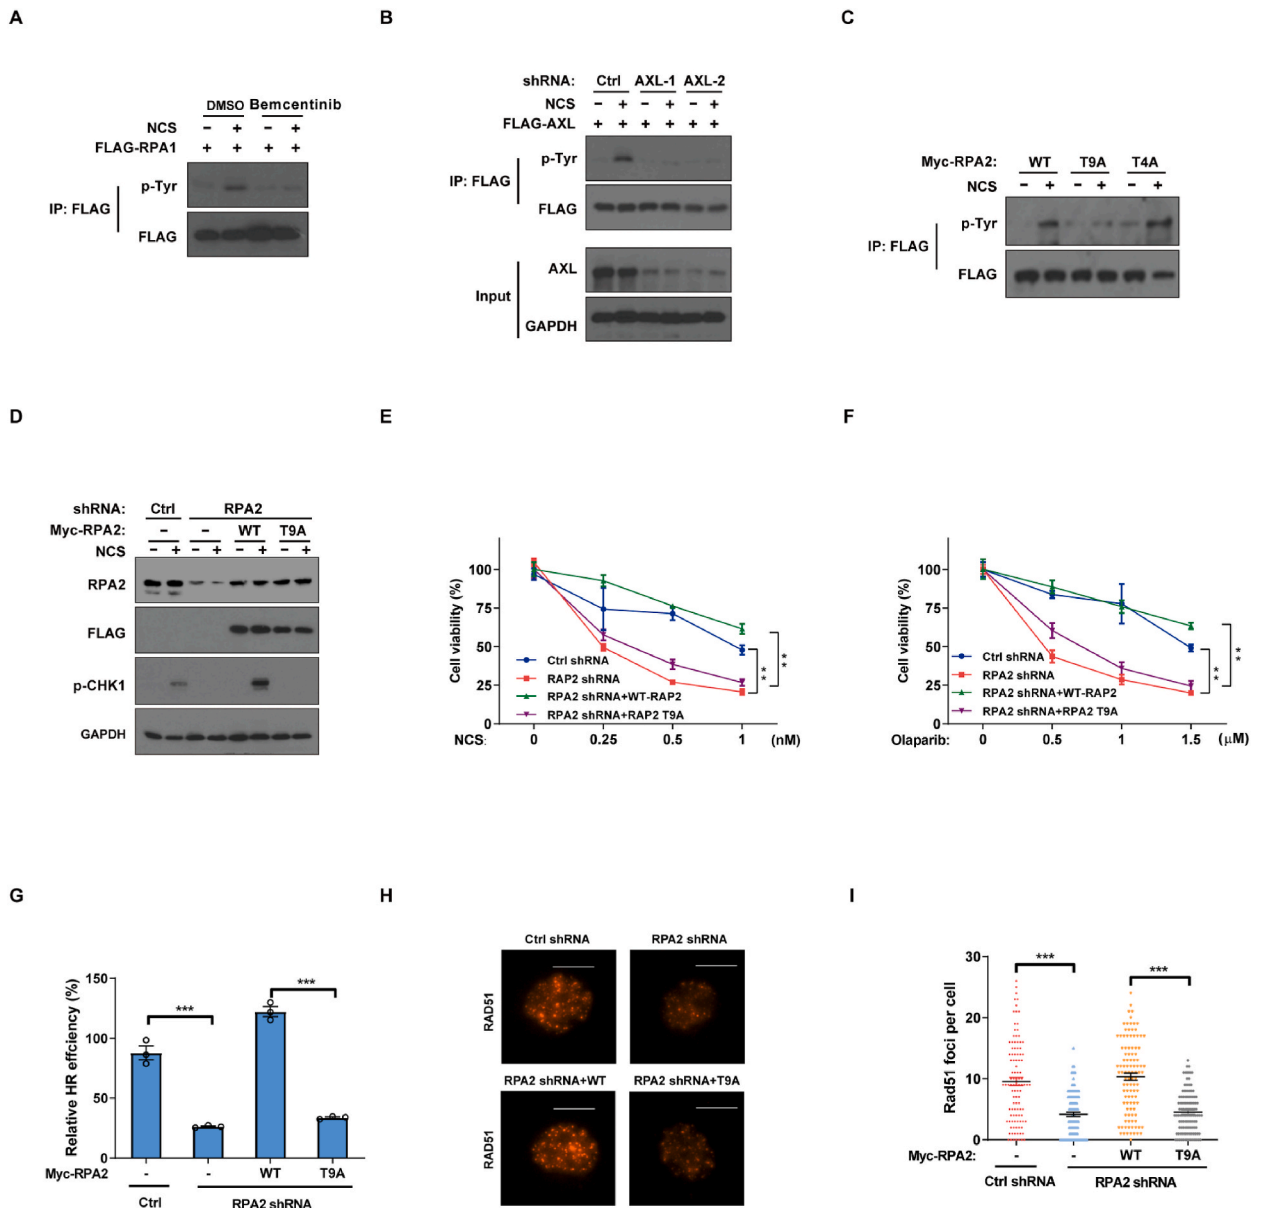 A
DMSO Bemcentinib
NCS - + - +
FLAG-RPA1 + + + +
IP: FLAG
p-Tyr
FLAG
B
shRNA: Ctrl AXL-1 AXL-2
NCS - + - + - +
FLAG-AXL + + + + + +
IP: FLAG
p-Tyr
FLAG
Input
AXL
GAPDH
C
Myc-RPA2: WT T9A T4A
NCS - + - + - +
IP: FLAG
p-Tyr
FLAG
D
shRNA: Ctrl RPA2
Myc-RPA2: - - WT T9A
NCS - + - + - + - +
RPA2
FLAG
p-CHK1
GAPDH
E
Cell viability (%)
100
75
50
25
0
Ctrl shRNA
RAP2 shRNA
RPA2 shRNA+WT-RAP2
RPA2 shRNA+RAP2 T9A
**
**
NCS: 0 0.25 0.5 1 (nM)
F
Cell viability (%)
100
75
50
25
0
Ctrl shRNA
RPA2 shRNA
RPA2 shRNA+WT-RAP2
RPA2 shRNA+RPA2 T9A
**
**
Olaparib: 0 0.5 1 1.5 (μM)
G
Relative HR effciency (%)
150
100
50
0
***
***
Myc-RPA2 - - WT T9A
Ctrl RPA2 shRNA
H
Ctrl shRNA RPA2 shRNA
RAD51
RPA2 shRNA+WT RPA2 shRNA+T9A
RAD51
I
Rad51 foci per cell
30
20
10
0
***
***
Myc-RPA2: - - WT T9A
Ctrl shRNA RPA2 shRNA